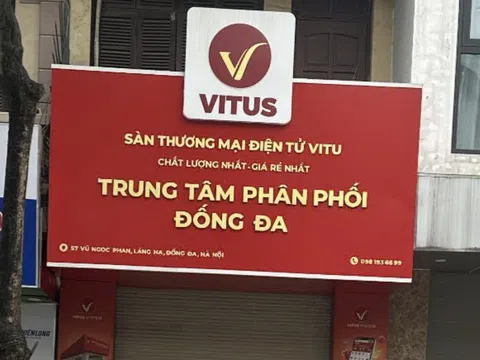 VITUS
SÀN THƯƠNG MẠI ĐIỆN TỬ VITU
CHẤT LƯỢNG NHẤT - GIÁ RẺ NHẤT
TRUNG TÂM PHÂN PHỐI
ĐỐNG ĐA
57 VŨ NGỌC PHAN, LÁNG HẠ, ĐỐNG ĐA, HÀ NỘI
098 193 66 99